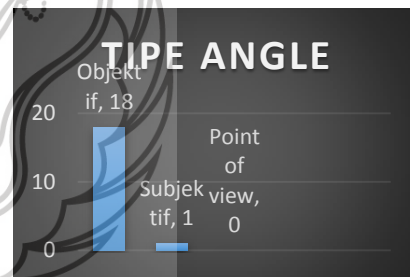 TIPE ANGLE
Objekt
if, 18
20
Point
of
view,
0
10
Subjek
tif, 1
0